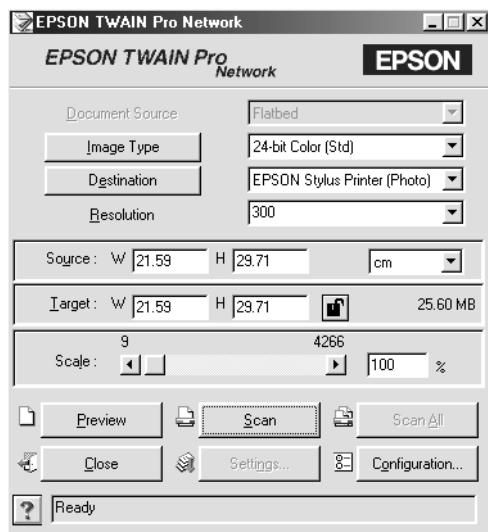 EPSON TWAIN Pro Network
EPSON TWAIN Pro
Network
EPSON
Document Source Flatbed
Image Type 24-bit Color (Std)
Destination EPSON Stylus Printer (Photo)
Resolution 300
Source : W 21.59 H 29.71 cm
Target : W 21.59 H 29.71 25.60 MB
9 4266
Scale : 100 %
Preview Scan Scan All
Close Settings... Configuration...
? Ready